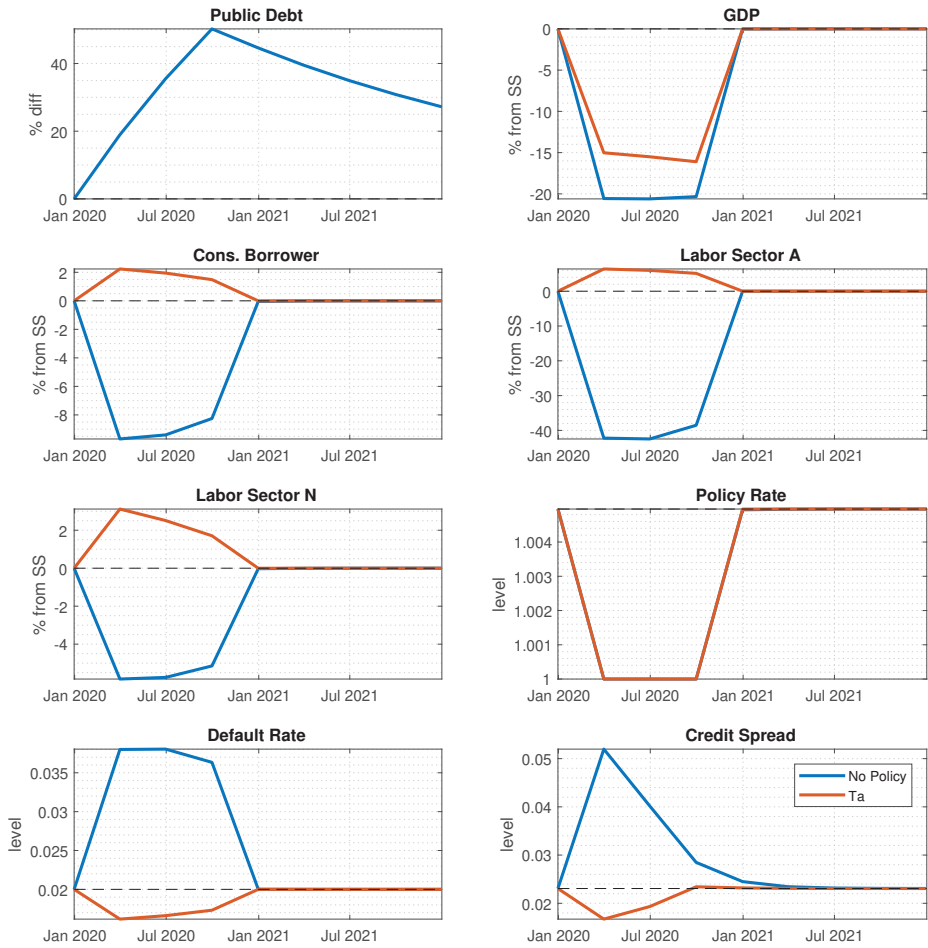 Public Debt
% diff
40
20
0
Jan 2020 Jul 2020 Jan 2021 Jul 2021
GDP
% from SS
0
-5
-10
-15
-20
Jan 2020 Jul 2020 Jan 2021 Jul 2021
Cons. Borrower
% from SS
2
0
-2
-4
-6
-8
Jan 2020 Jul 2020 Jan 2021 Jul 2021
Labor Sector A
% from SS
0
-10
-20
-30
-40
Jan 2020 Jul 2020 Jan 2021 Jul 2021
Labor Sector N
% from SS
2
0
-2
-4
Jan 2020 Jul 2020 Jan 2021 Jul 2021
Policy Rate
level
1.004
1.003
1.002
1.001
1
Jan 2020 Jul 2020 Jan 2021 Jul 2021
Default Rate
level
0.035
0.03
0.025
0.02
Jan 2020 Jul 2020 Jan 2021 Jul 2021
Credit Spread
level
0.05
0.04
0.03
0.02
No Policy
Ta
Jan 2020 Jul 2020 Jan 2021 Jul 2021